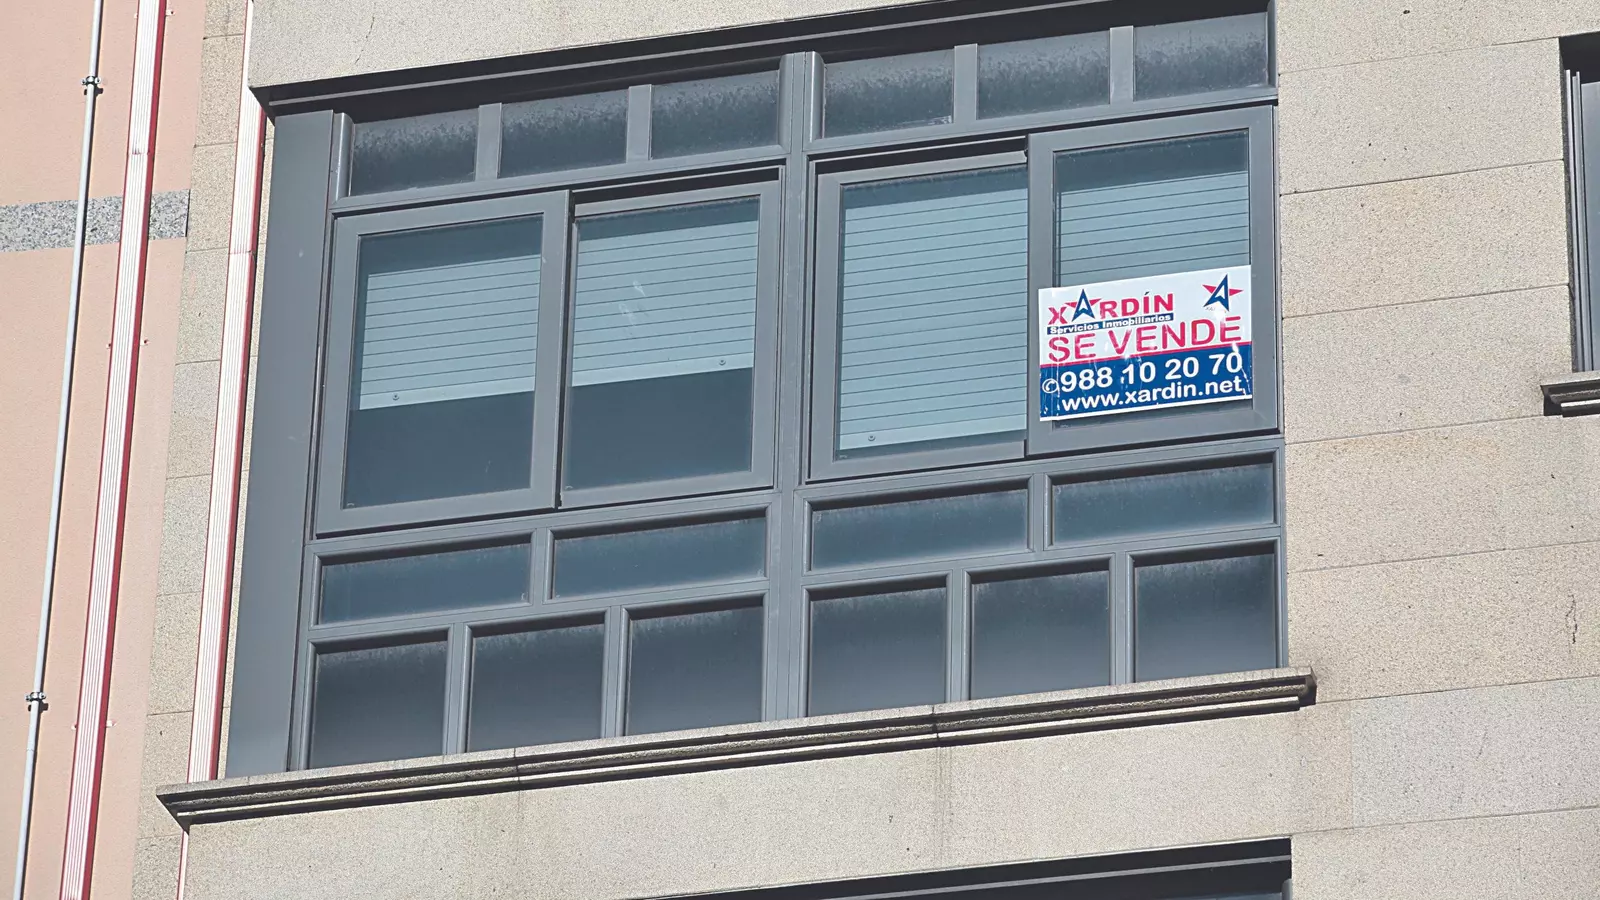 XARDÍN
Servicios Inmobiliarios
SE VENDE
988 10 20 70
www.xardin.net